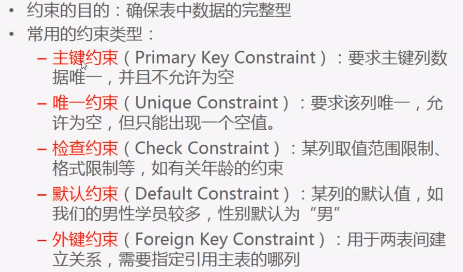 • 约束的目的：确保表中数据的完整型
• 常用的约束类型：
– 主键约束（Primary Key Constraint）：要求主键列数
据唯一，并且不允许为空
– 唯一约束（Unique Constraint）：要求该列唯一，允
许为空，但只能出现一个空值。
– 检查约束（Check Constraint）：某列取值范围限制、
格式限制等，如有关年龄的约束
– 默认约束（Default Constraint）：某列的默认值，如
我们的男性学员较多，性别默认为“男”
– 外键约束（Foreign Key Constraint）：用于两表间建
立关系，需要指定引用主表的哪列